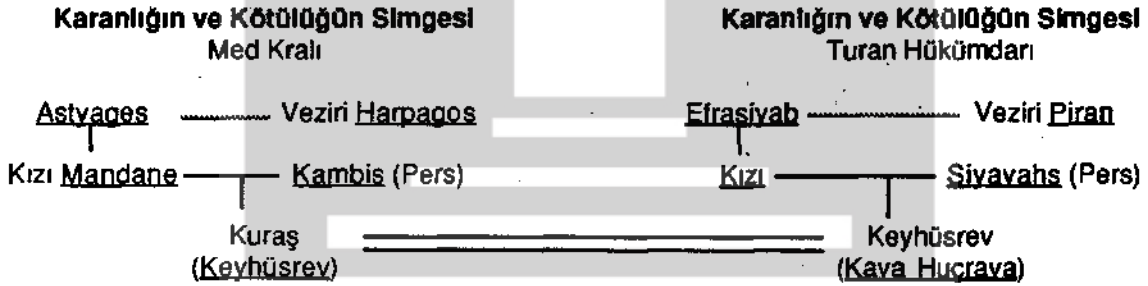 Karanlığın ve Kötülüğün Simgesi Karanlığın ve Kötülüğün Simgesi
Med Kralı Turan Hükümdarı
Astyages Veziri Harpagos Efrasiyab Veziri Piran
Kızı Mandane Kambis (Pers) Kızı Siyavahs (Pers)
Kuraş Keyhüsrev
(Keyhüsrev) (Kava Huçrava)